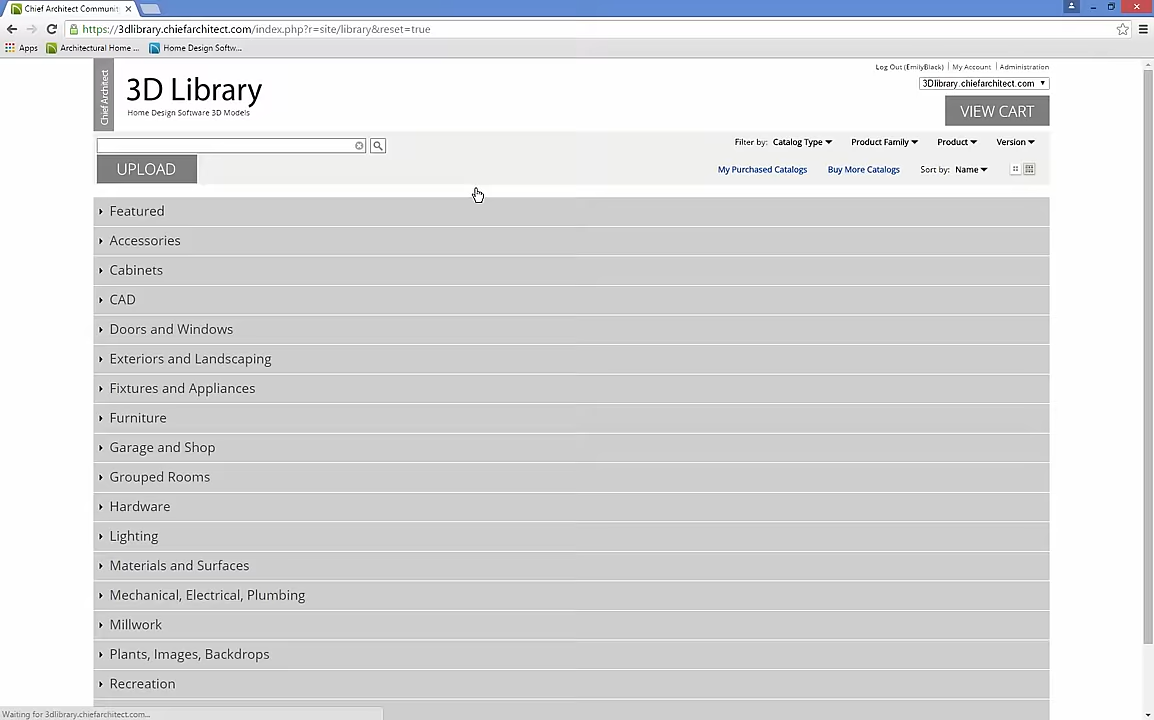 Chief Architect Communit
https://3dlibrary.chiefarchitect.com/index.php?r=site/library&reset=true
Apps Architectural Home ... Home Design Softw...
Log Out (EmilyBlack) | My Account | Administration
Chief Architect
3D Library
Home Design Software 3D Models
3Dlibrary.chiefarchitect.com
VIEW CART
Filter by: Catalog Type Product Family Product Version
UPLOAD
My Purchased Catalogs Buy More Catalogs Sort by: Name
Featured
Accessories
Cabinets
CAD
Doors and Windows
Exteriors and Landscaping
Fixtures and Appliances
Furniture
Garage and Shop
Grouped Rooms
Hardware
Lighting
Materials and Surfaces
Mechanical, Electrical, Plumbing
Millwork
Plants, Images, Backdrops
Recreation
Waiting for 3dlibrary.chiefarchitect.com...